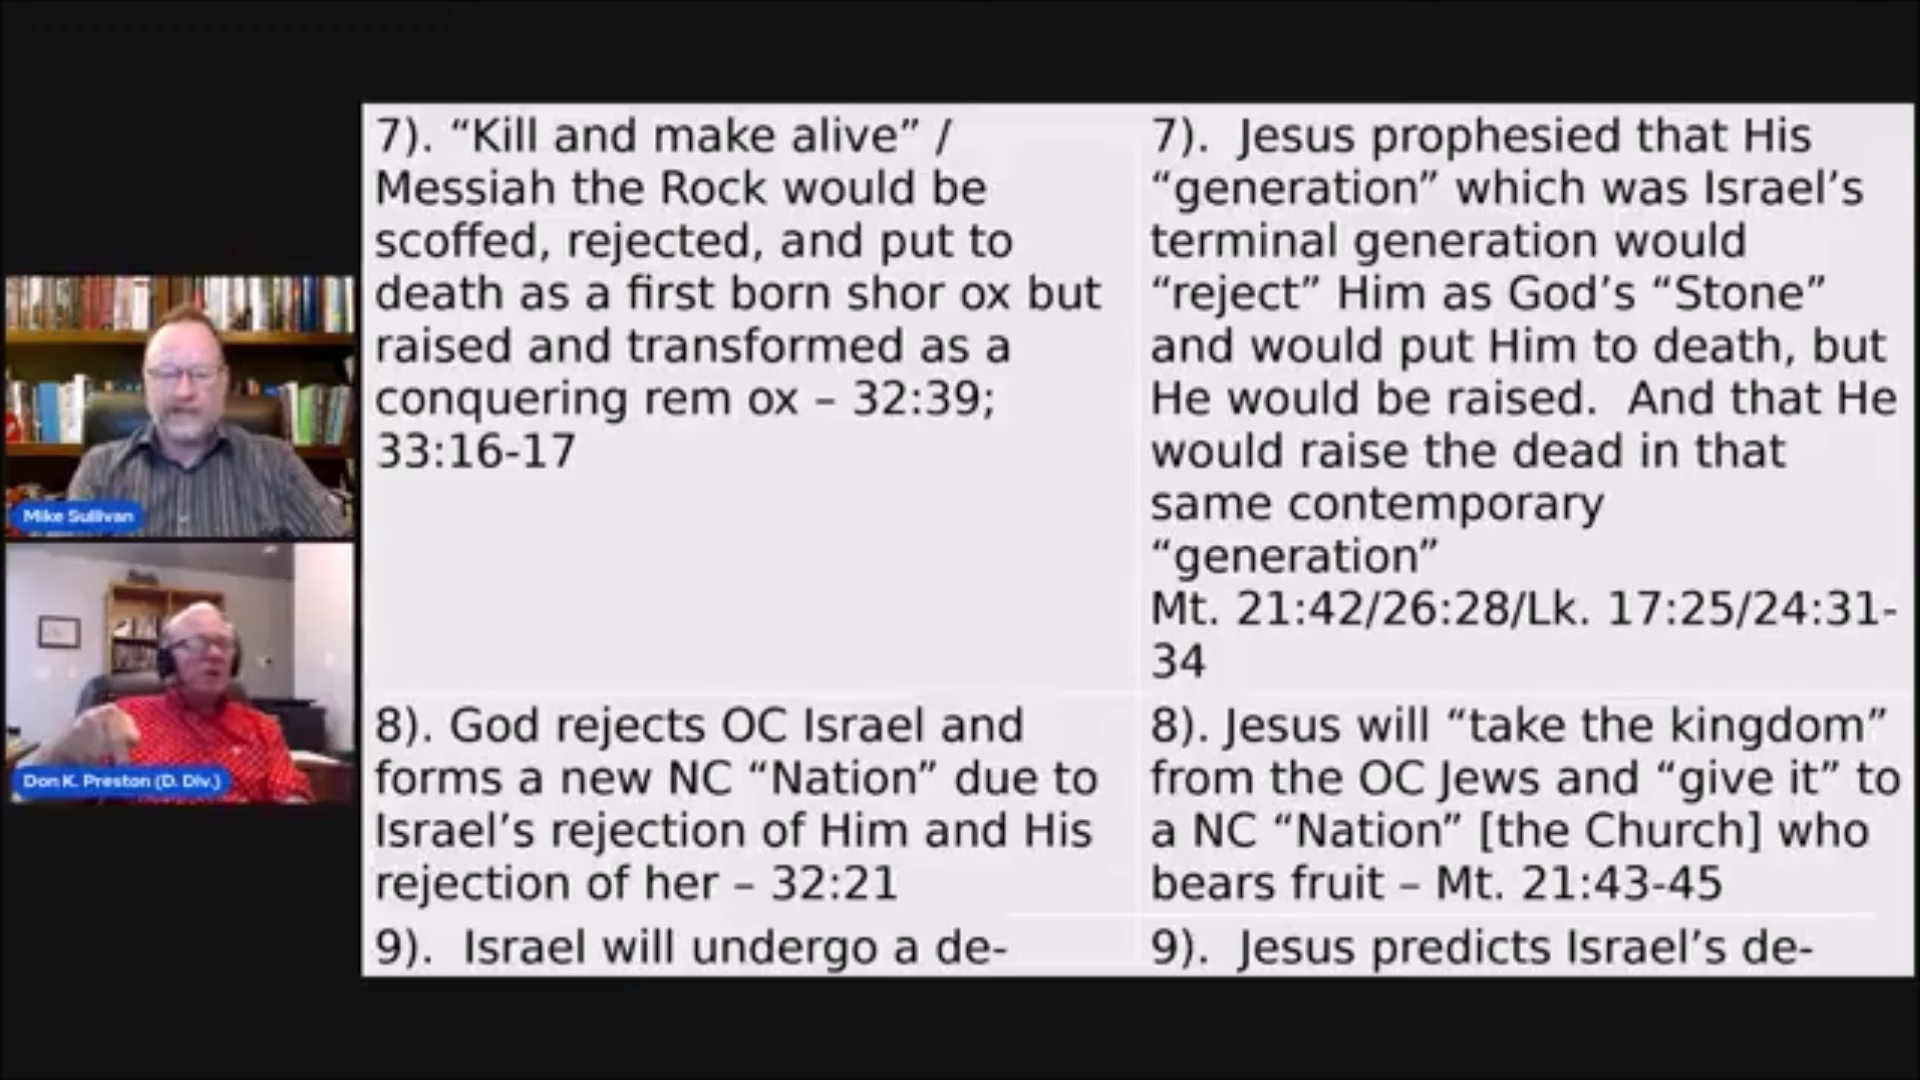 7). “Kill and make alive” /
Messiah the Rock would be
scoffed, rejected, and put to
death as a first born shor ox but
raised and transformed as a
conquering rem ox – 32:39;
33:16-17
7).  Jesus prophesied that His
“generation” which was Israel’s
terminal generation would
“reject” Him as God’s “Stone”
and would put Him to death, but
He would be raised.  And that He
would raise the dead in that
same contemporary
“generation”
Mt. 21:42/26:28/Lk. 17:25/24:31-
34
8). God rejects OC Israel and
forms a new NC “Nation” due to
Israel’s rejection of Him and His
rejection of her – 32:21
8). Jesus will “take the kingdom”
from the OC Jews and “give it” to
a NC “Nation” [the Church] who
bears fruit – Mt. 21:43-45
9).  Israel will undergo a de-
9).  Jesus predicts Israel’s de-
Mike Sullivan
Don K. Preston (D. Div.)